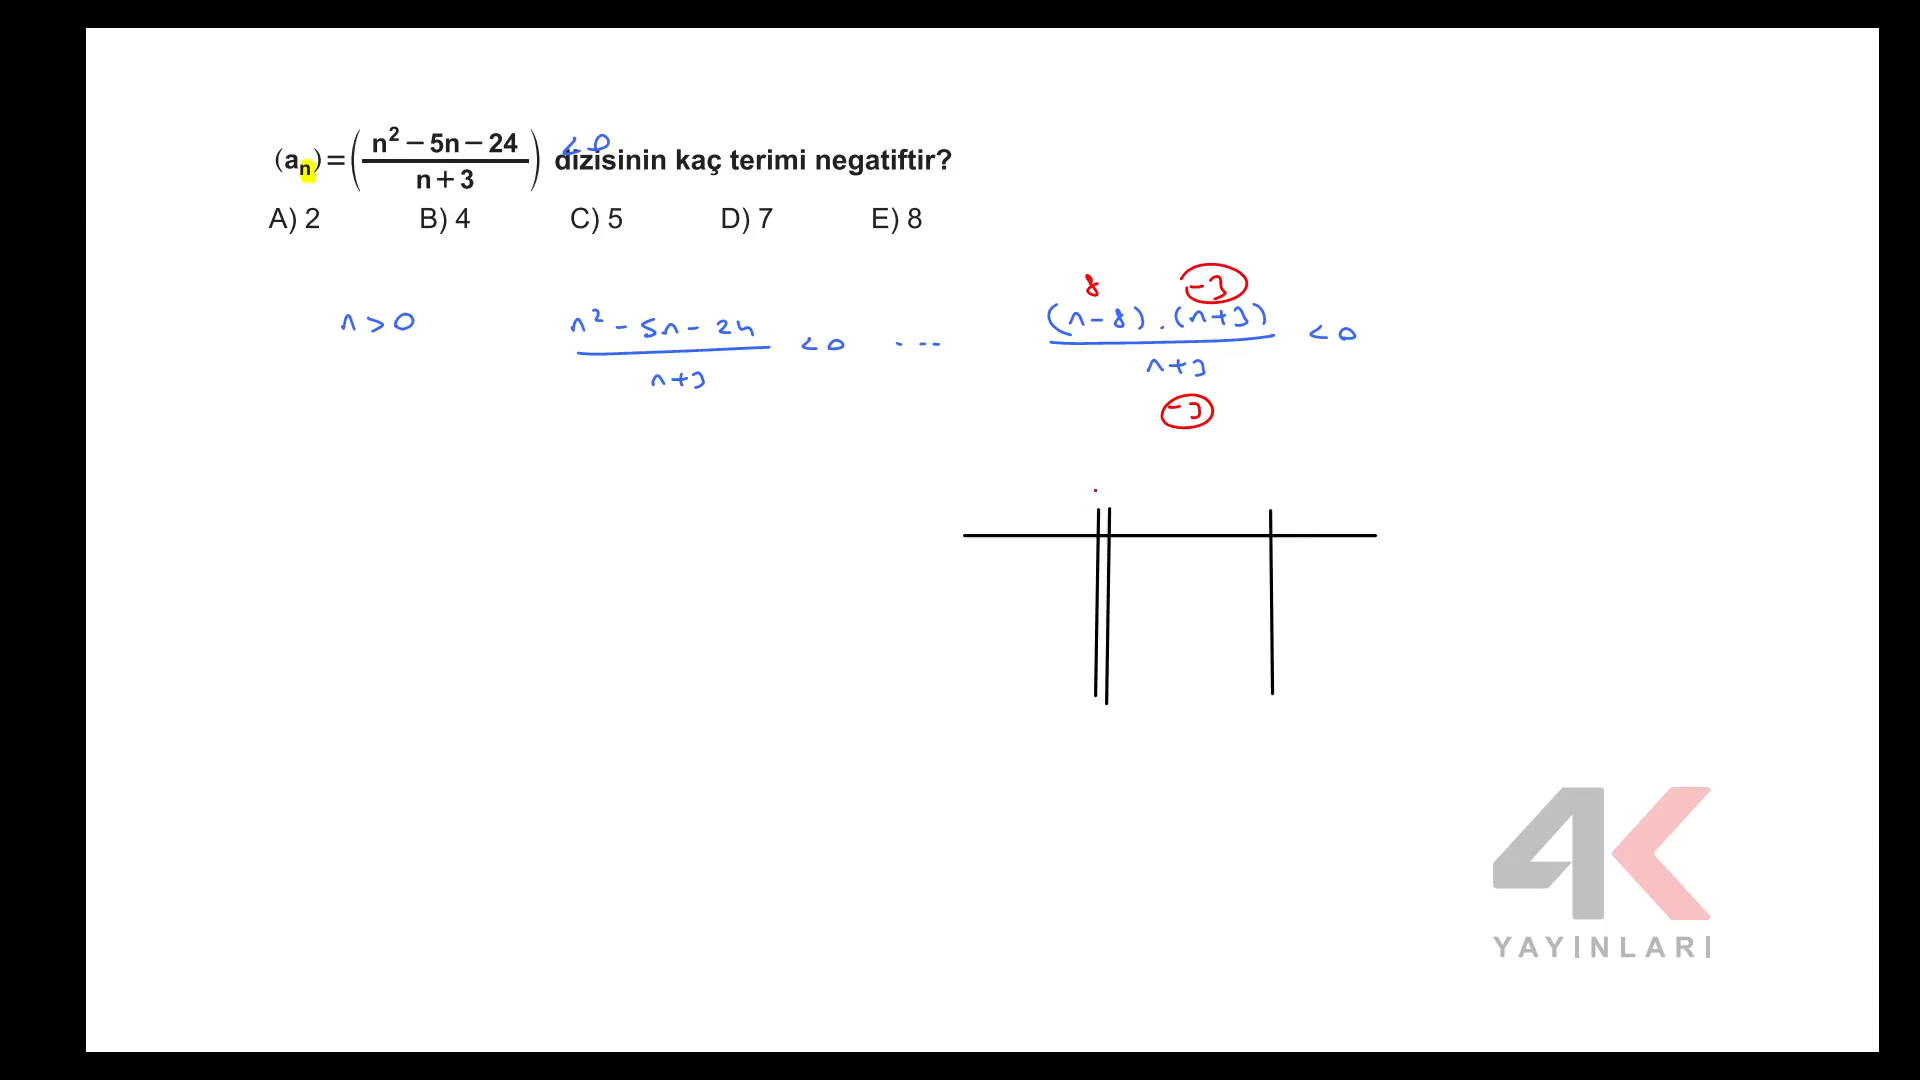 (aₙ) = ( (n² − 5n − 24) / (n + 3) ) <0 dizisinin kaç terimi negatiftir?
A) 2 B) 4 C) 5 D) 7 E) 8
8 -3
n > 0 (n² - 5n - 24) / (n+3) < 0 ... (n-8).(n+3) / (n+3) < 0
-3
4K
YAYINLARI